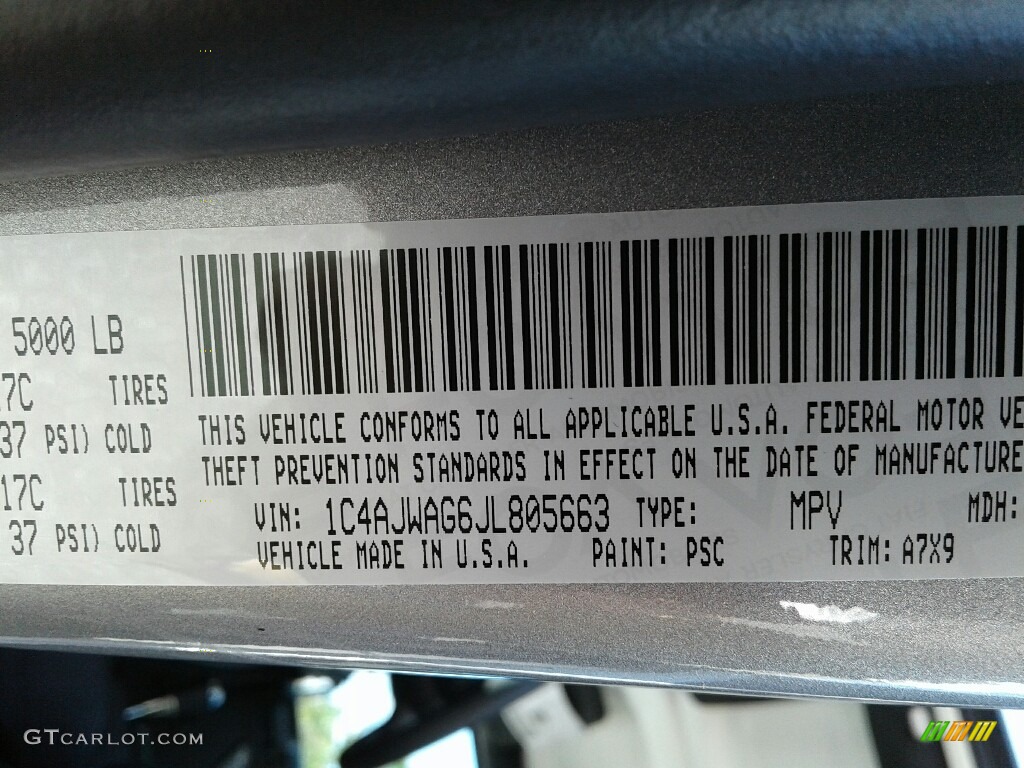 5000 LB
7C TIRES
37 PSI) COLD
17C TIRES
37 PSI) COLD
THIS VEHICLE CONFORMS TO ALL APPLICABLE U.S.A. FEDERAL MOTOR VE
THEFT PREVENTION STANDARDS IN EFFECT ON THE DATE OF MANUFACTURE
VIN: 1C4AJWAG6JL805663 TYPE: MPV MDH:
VEHICLE MADE IN U.S.A. PAINT: PSC TRIM: A7X9
GTCARLOT.COM